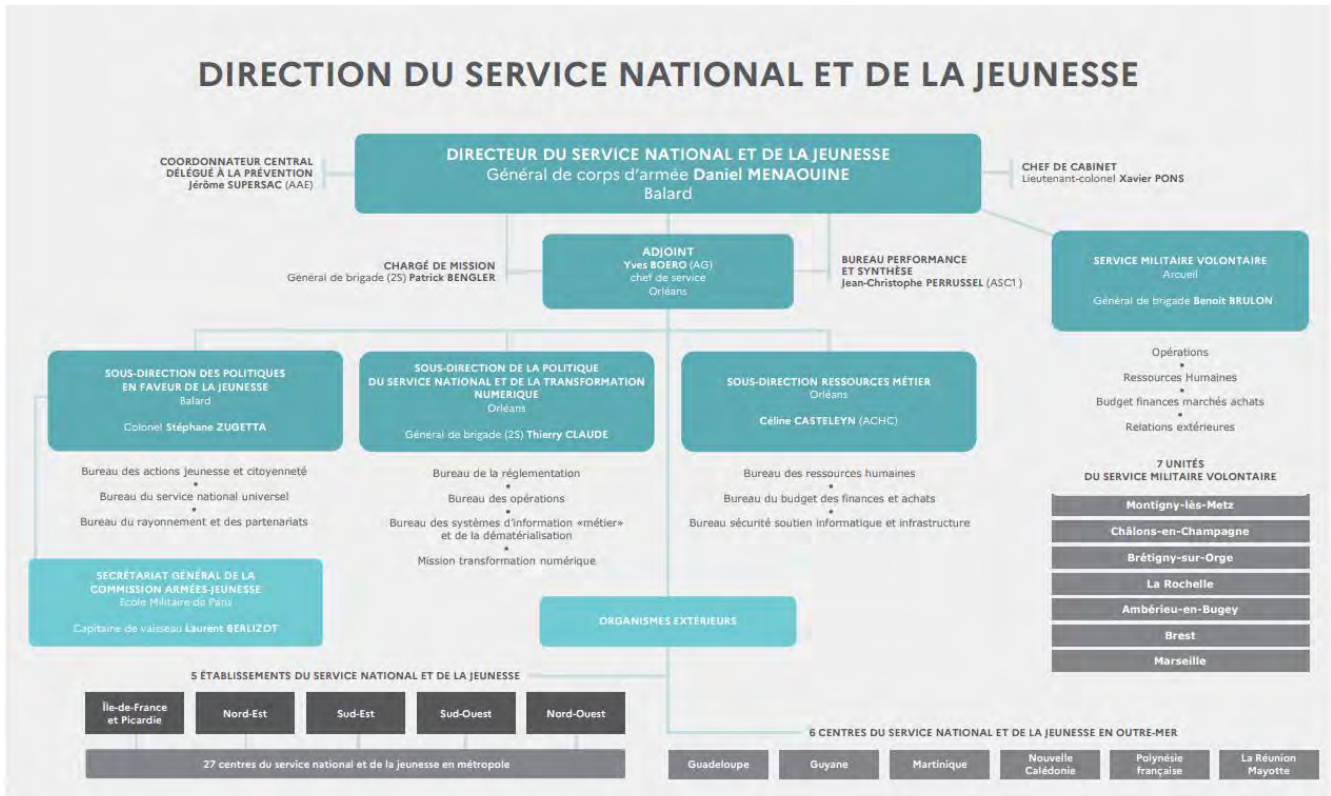 DIRECTION DU SERVICE NATIONAL ET DE LA JEUNESSE
DIRECTEUR DU SERVICE NATIONAL ET DE LA JEUNESSE
Général de corps d'armée Daniel MENAOUINE
Balard
COORDONNATEUR CENTRAL
DÉLÉGUÉ À LA PRÉVENTION
Jérôme SUPERSAC (AAE)
CHEF DE CABINET
Lieutenant-colonel Xavier PONS
CHARGÉ DE MISSION
Général de brigade (2S) Patrick BENGLER
ADJOINT
Yves BOERO (AG)
chef de service
Orléans
BUREAU PERFORMANCE
ET SYNTHÈSE
Jean-Christophe PERRUSSEL (ASC1)
SERVICE MILITAIRE VOLONTAIRE
Arcueil
Général de brigade Benoit BRULON
Opérations
•
Ressources Humaines
•
Budget finances marchés achats
•
Relations extérieures
7 UNITÉS
DU SERVICE MILITAIRE VOLONTAIRE
Montigny-lès-Metz
Châlons-en-Champagne
Brétigny-sur-Orge
La Rochelle
Ambérieu-en-Bugey
Brest
Marseille
SOUS-DIRECTION DES POLITIQUES
EN FAVEUR DE LA JEUNESSE
Balard
Colonel Stéphane ZUGETTA
Bureau des actions jeunesse et citoyenneté
•
Bureau du service national universel
•
Bureau du rayonnement et des partenariats
SECRÉTARIAT GÉNÉRAL DE LA
COMMISSION ARMÉES-JEUNESSE
Ecole Militaire de Paris
Capitaine de vaisseau Laurent BERLIZOT
SOUS-DIRECTION DE LA POLITIQUE
DU SERVICE NATIONAL ET DE LA TRANSFORMATION
NUMERIQUE
Orléans
Général de brigade (2S) Thierry CLAUDE
Bureau de la réglementation
•
Bureau des opérations
•
Bureau des systèmes d'information «métier»
et de la dématérialisation
•
Mission transformation numérique
SOUS-DIRECTION RESSOURCES MÉTIER
Orléans
Céline CASTELEYN (ACHC)
Bureau des ressources humaines
•
Bureau du budget des finances et achats
•
Bureau sécurité soutien informatique et infrastructure
ORGANISMES EXTÉRIEURS
5 ÉTABLISSEMENTS DU SERVICE NATIONAL ET DE LA JEUNESSE
Île-de-France
et Picardie
Nord-Est
Sud-Est
Sud-Ouest
Nord-Ouest
27 centres du service national et de la jeunesse en métropole
6 CENTRES DU SERVICE NATIONAL ET DE LA JEUNESSE EN OUTRE-MER
Guadeloupe
Guyane
Martinique
Nouvelle
Calédonie
Polynésie
française
La Réunion
Mayotte